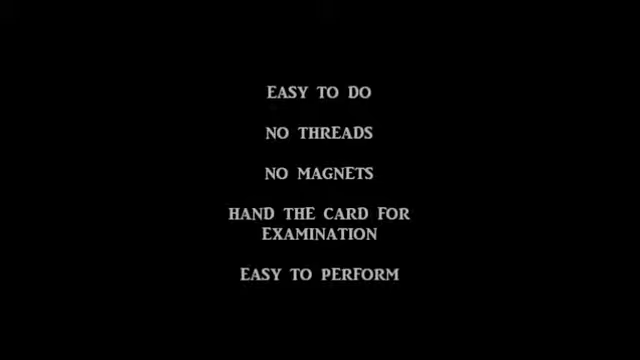 EASY TO DO
NO THREADS
NO MAGNETS
HAND THE CARD FOR
EXAMINATION
EASY TO PERFORM